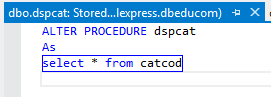 dbo.dspcat: Stored...lexpress.dbeducom)
ALTER PROCEDURE dspcat
As
select * from catcod